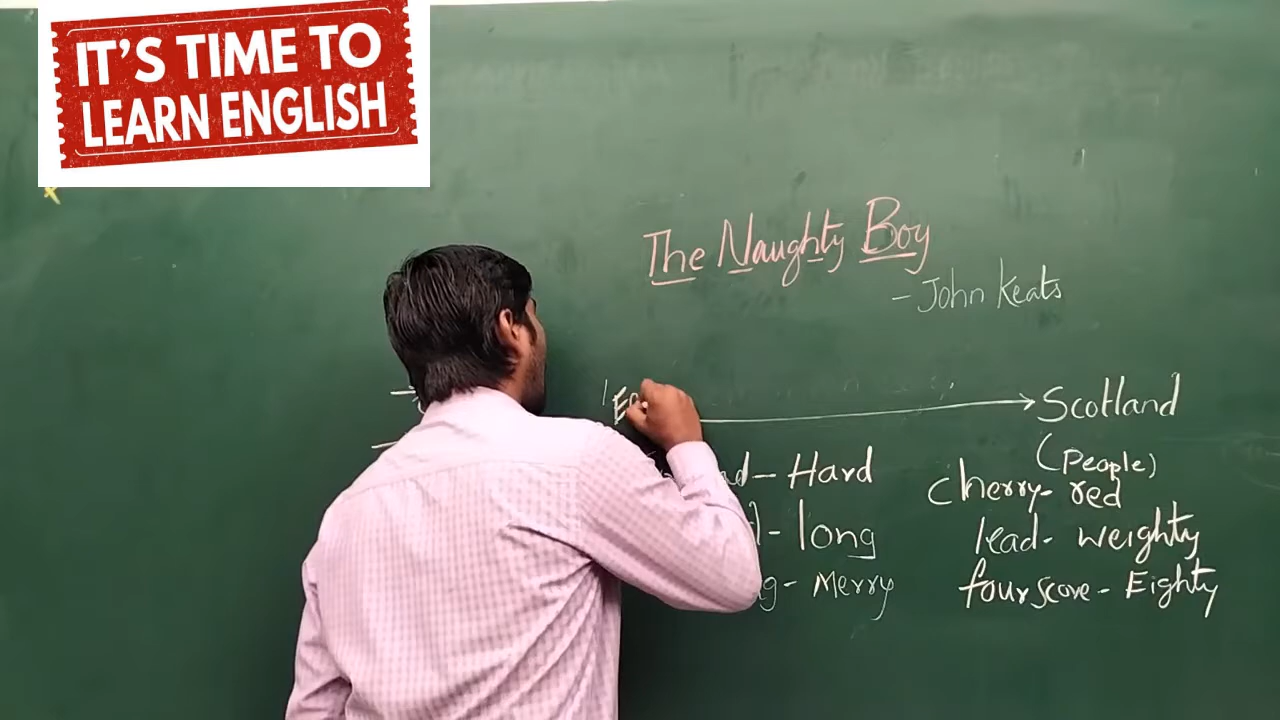 IT'S TIME TO
LEARN ENGLISH
The Naughty Boy
- John Keats
Scotland
(People)
- Hard
cherry - red
- long
lead - weighty
- Merry
fourscore - Eighty